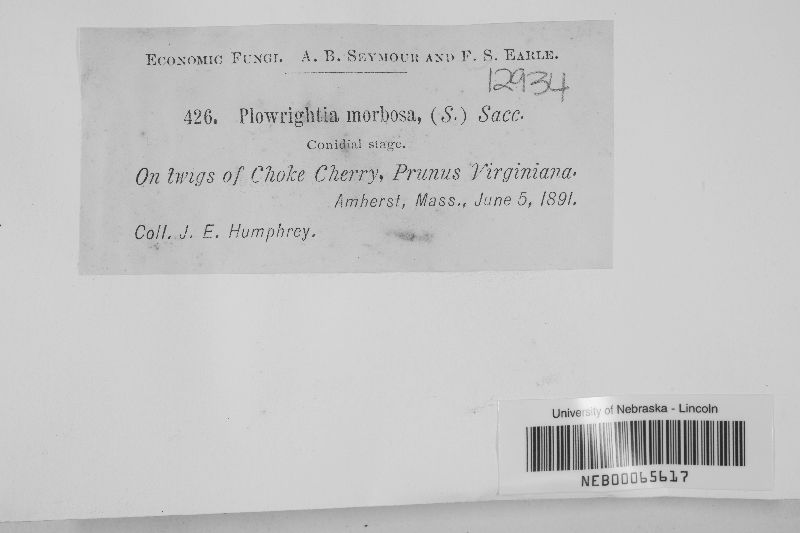 Economic Fungi. A. B. Seymour and F. S. Earle.
12934
426. Plowrightia morbosa, (S.) Sacc.
Conidial stage.
On twigs of Choke Cherry, Prunus Virginiana.
Amherst, Mass., June 5, 1891.
Coll. J. E. Humphrey.
University of Nebraska - Lincoln
NEB00065617